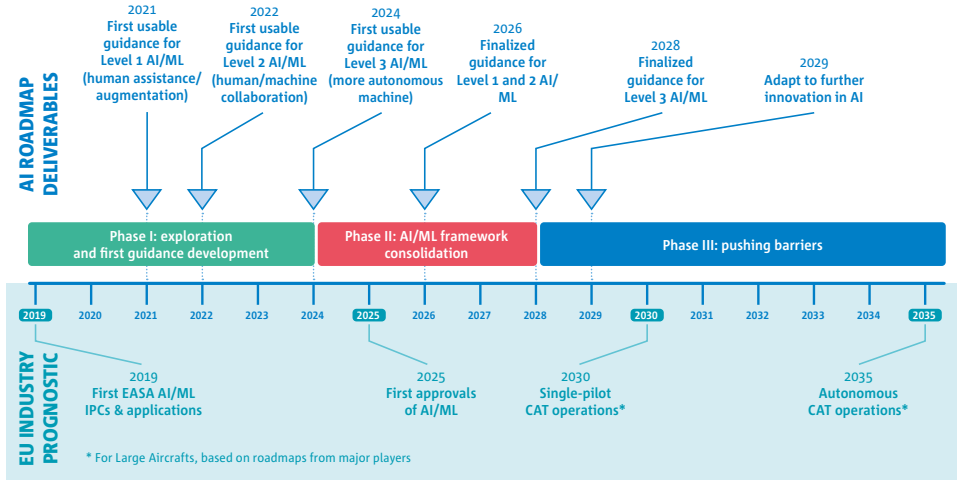 AI ROADMAP
DELIVERABLES
2021
First usable
guidance for
Level 1 AI/ML
(human assistance/
augmentation)
2022
First usable
guidance for
Level 2 AI/ML
(human/machine
collaboration)
2024
First usable
guidance for
Level 3 AI/ML
(more autonomous
machine)
2026
Finalized
guidance for
Level 1 and 2 AI/
ML
2028
Finalized
guidance for
Level 3 AI/ML
2029
Adapt to further
innovation in AI
Phase I: exploration
and first guidance development
Phase II: AI/ML framework
consolidation
Phase III: pushing barriers
2019 2020 2021 2022 2023 2024 2025 2026 2027 2028 2029 2030 2031 2032 2033 2034 2035
EU INDUSTRY
PROGNOSTIC
2019
First EASA AI/ML
IPCs & applications
2025
First approvals
of AI/ML
2030
Single-pilot
CAT operations*
2035
Autonomous
CAT operations*
* For Large Aircrafts, based on roadmaps from major players